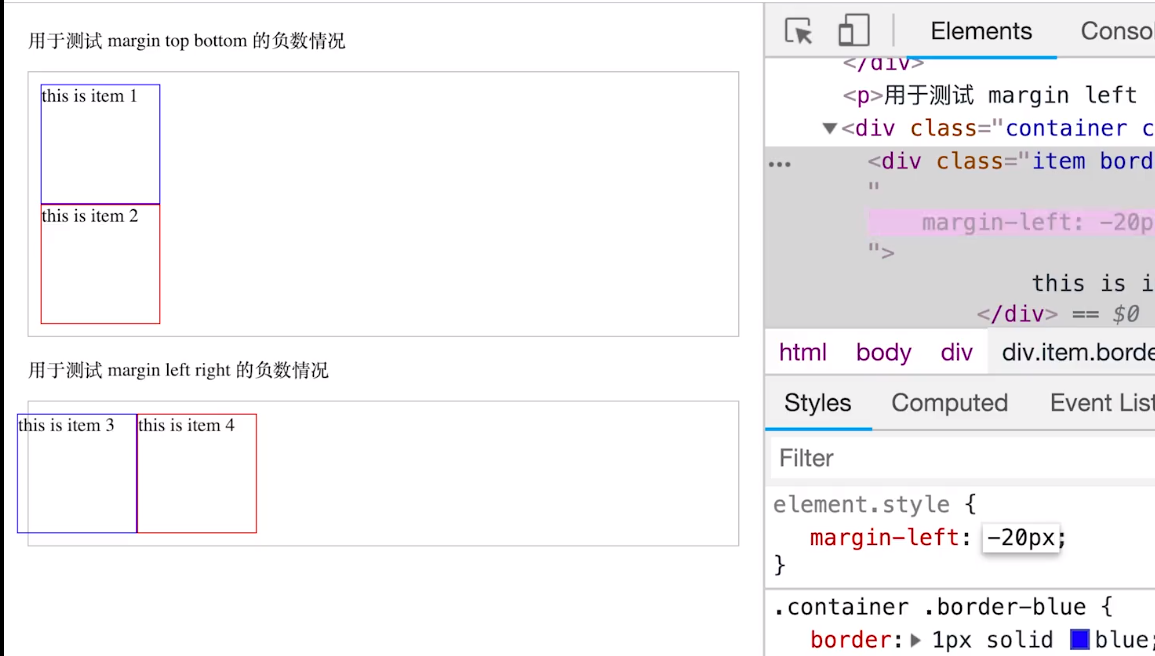 用于测试 margin top bottom 的负数情况
this is item 1
this is item 2
用于测试 margin left right 的负数情况
this is item 3
this is item 4
Elements Consol
</div>
<p>用于测试 margin left
▼<div class="container c
... <div class="item bord
"
margin-left: -20p
">
this is i
</div> == $0
html body div div.item.borde
Styles Computed Event List
Filter
element.style {
margin-left: -20px;
}
.container .border-blue {
border: ▶ 1px solid blue;